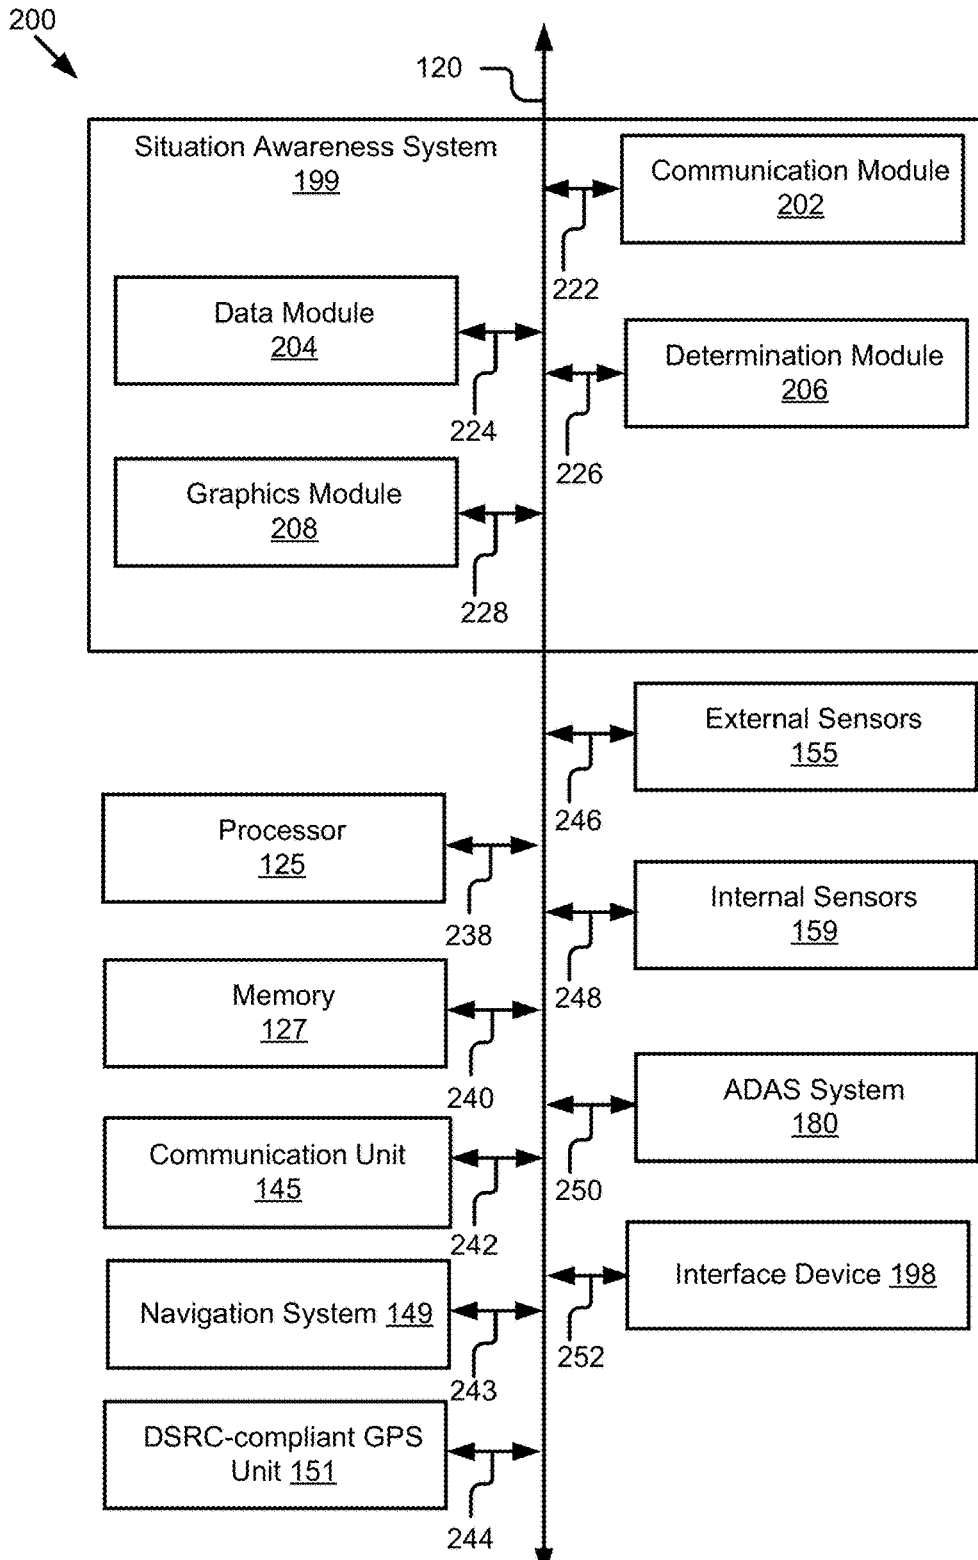 200
120
Situation Awareness System
199
Communication Module
202
222
Data Module
204
224
Determination Module
206
226
Graphics Module
208
228
External Sensors
155
246
Processor
125
238
Internal Sensors
159
248
Memory
127
240
ADAS System
180
250
Communication Unit
145
242
Interface Device 198
252
Navigation System 149
243
DSRC-compliant GPS
Unit 151
244